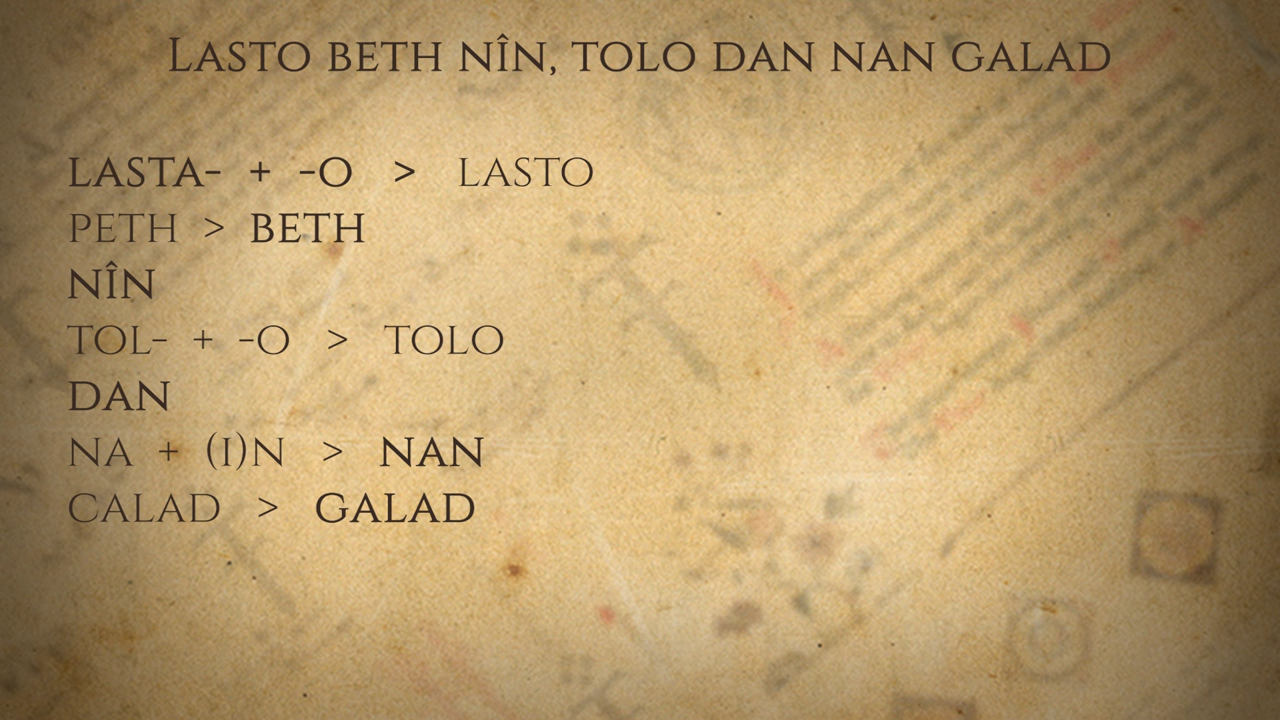 Lasto beth nîn, tolo dan nan galad
lasta- + -o > lasto
peth > beth
nîn
tol- + -o > tolo
dan
na + (i)n > nan
calad > galad